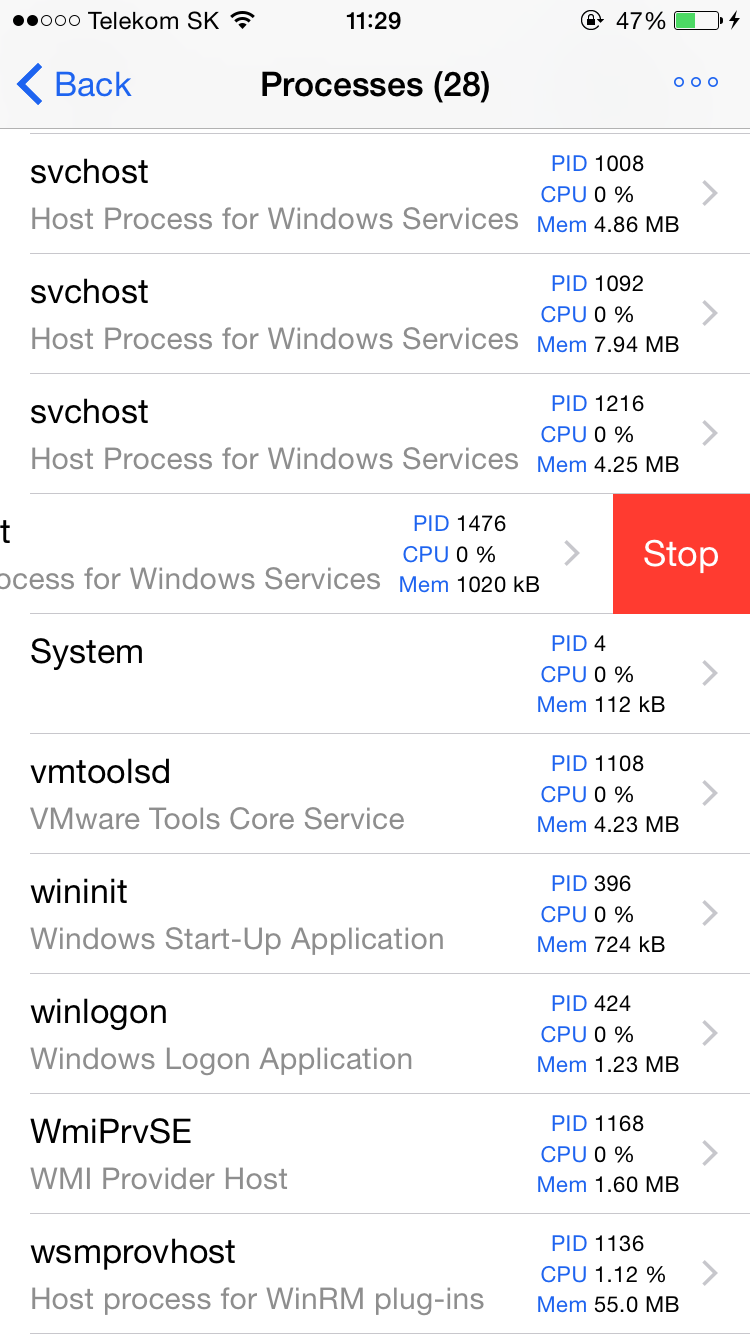 Telekom SK 11:29 47%
Back Processes (28)
svchost
Host Process for Windows Services
PID 1008
CPU 0 %
Mem 4.86 MB
svchost
Host Process for Windows Services
PID 1092
CPU 0 %
Mem 7.94 MB
svchost
Host Process for Windows Services
PID 1216
CPU 0 %
Mem 4.25 MB
t
ocess for Windows Services
PID 1476
CPU 0 %
Mem 1020 kB
Stop
System
PID 4
CPU 0 %
Mem 112 kB
vmtoolsd
VMware Tools Core Service
PID 1108
CPU 0 %
Mem 4.23 MB
wininit
Windows Start-Up Application
PID 396
CPU 0 %
Mem 724 kB
winlogon
Windows Logon Application
PID 424
CPU 0 %
Mem 1.23 MB
WmiPrvSE
WMI Provider Host
PID 1168
CPU 0 %
Mem 1.60 MB
wsmprovhost
Host process for WinRM plug-ins
PID 1136
CPU 1.12 %
Mem 55.0 MB